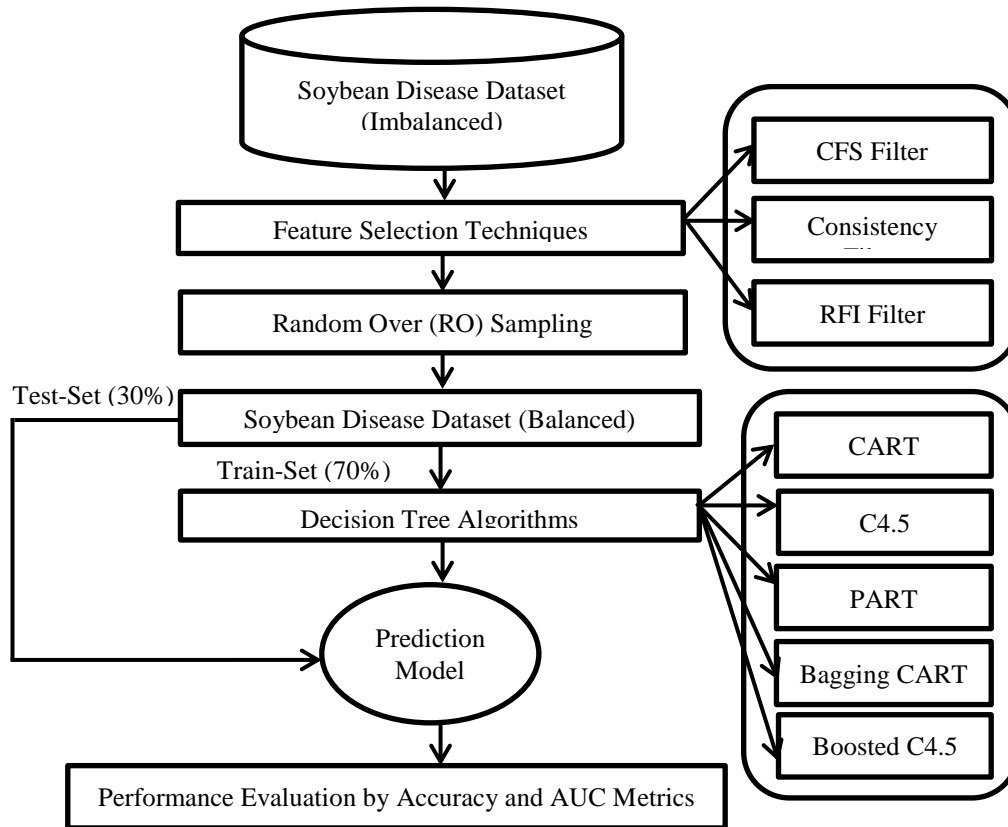 Soybean Disease Dataset
(Imbalanced)
Feature Selection Techniques
CFS Filter
Consistency
RFI Filter
Random Over (RO) Sampling
Test-Set (30%)
Soybean Disease Dataset (Balanced)
Train-Set (70%)
Decision Tree Algorithms
CART
C4.5
PART
Bagging CART
Boosted C4.5
Prediction
Model
Performance Evaluation by Accuracy and AUC Metrics